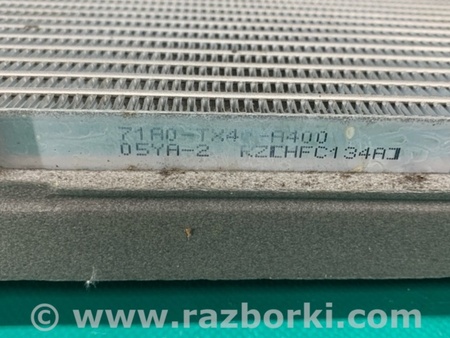 71A0-TX4 -A400
05YA-2 RZ[HFC134A]
© www.razborki.com